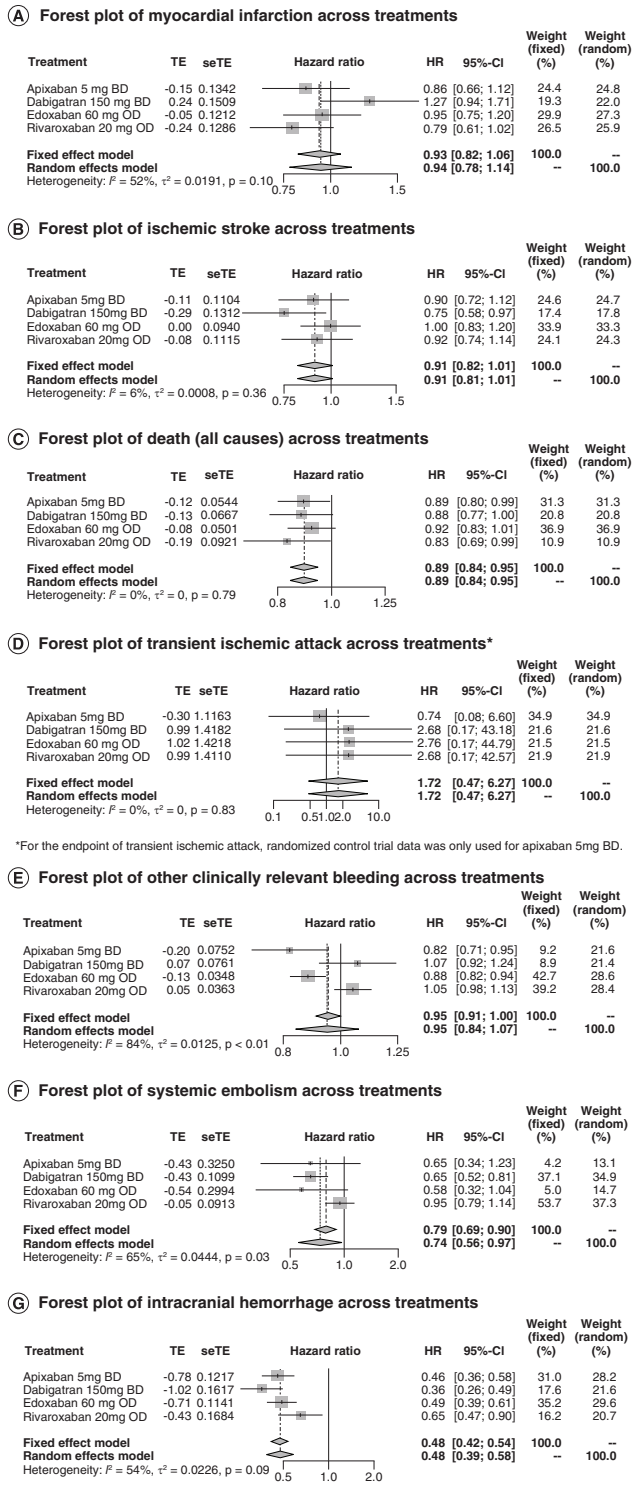 A Forest plot of myocardial infarction across treatments
Weight Weight
(fixed) (random)
Treatment TE seTE Hazard ratio HR 95%-CI (%) (%)
Apixaban 5 mg BD -0.15 0.1342 0.86 [0.66; 1.12] 24.4 24.8
Dabigatran 150 mg BD 0.24 0.1509 1.27 [0.94; 1.71] 19.3 22.0
Edoxaban 60 mg OD -0.05 0.1212 0.95 [0.75; 1.20] 29.9 27.3
Rivaroxaban 20 mg OD -0.24 0.1286 0.79 [0.61; 1.02] 26.5 25.9
Fixed effect model 0.93 [0.82; 1.06] 100.0 --
Random effects model 0.94 [0.78; 1.14] -- 100.0
Heterogeneity: I² = 52%, τ² = 0.0191, p = 0.10
0.75 1.0 1.5
B Forest plot of ischemic stroke across treatments
Weight Weight
(fixed) (random)
Treatment TE seTE Hazard ratio HR 95%-CI (%) (%)
Apixaban 5mg BD -0.11 0.1104 0.90 [0.72; 1.12] 24.6 24.7
Dabigatran 150mg BD -0.29 0.1312 0.75 [0.58; 0.97] 17.4 17.8
Edoxaban 60 mg OD 0.00 0.0940 1.00 [0.83; 1.20] 33.9 33.3
Rivaroxaban 20mg OD -0.08 0.1115 0.92 [0.74; 1.14] 24.1 24.3
Fixed effect model 0.91 [0.82; 1.01] 100.0 --
Random effects model 0.91 [0.81; 1.01] -- 100.0
Heterogeneity: I² = 6%, τ² = 0.0008, p = 0.36
0.75 1.0 1.5
C Forest plot of death (all causes) across treatments
Weight Weight
(fixed) (random)
Treatment TE seTE Hazard ratio HR 95%-CI (%) (%)
Apixaban 5mg BD -0.12 0.0544 0.89 [0.80; 0.99] 31.3 31.3
Dabigatran 150mg BD -0.13 0.0667 0.88 [0.77; 1.00] 20.8 20.8
Edoxaban 60 mg OD -0.08 0.0501 0.92 [0.83; 1.01] 36.9 36.9
Rivaroxaban 20mg OD -0.19 0.0921 0.83 [0.69; 0.99] 10.9 10.9
Fixed effect model 0.89 [0.84; 0.95] 100.0 --
Random effects model 0.89 [0.84; 0.95] -- 100.0
Heterogeneity: I² = 0%, τ² = 0, p = 0.79
0.8 1.0 1.25
D Forest plot of transient ischemic attack across treatments*
Weight Weight
(fixed) (random)
Treatment TE seTE Hazard ratio HR 95%-CI (%) (%)
Apixaban 5mg BD -0.30 1.1163 0.74 [0.08; 6.60] 34.9 34.9
Dabigatran 150mg BD 0.99 1.4182 2.68 [0.17; 43.18] 21.6 21.6
Edoxaban 60 mg OD 1.02 1.4218 2.76 [0.17; 44.79] 21.5 21.5
Rivaroxaban 20mg OD 0.99 1.4110 2.68 [0.17; 42.57] 21.9 21.9
Fixed effect model 1.72 [0.47; 6.27] 100.0 --
Random effects model 1.72 [0.47; 6.27] -- 100.0
Heterogeneity: I² = 0%, τ² = 0, p = 0.83
0.1 0.51.02.0 10.0
*For the endpoint of transient ischemic attack, randomized control trial data was only used for apixaban 5mg BD.
E Forest plot of other clinically relevant bleeding across treatments
Weight Weight
(fixed) (random)
Treatment TE seTE Hazard ratio HR 95%-CI (%) (%)
Apixaban 5mg BD -0.20 0.0752 0.82 [0.71; 0.95] 9.2 21.6
Dabigatran 150mg BD 0.07 0.0761 1.07 [0.92; 1.24] 8.9 21.4
Edoxaban 60 mg OD -0.13 0.0348 0.88 [0.82; 0.94] 42.7 28.6
Rivaroxaban 20mg OD 0.05 0.0363 1.05 [0.98; 1.13] 39.2 28.4
Fixed effect model 0.95 [0.91; 1.00] 100.0 --
Random effects model 0.95 [0.84; 1.07] -- 100.0
Heterogeneity: I² = 84%, τ² = 0.0125, p < 0.01
0.8 1.0 1.25
F Forest plot of systemic embolism across treatments
Weight Weight
(fixed) (random)
Treatment TE seTE Hazard ratio HR 95%-CI (%) (%)
Apixaban 5mg BD -0.43 0.3250 0.65 [0.34; 1.23] 4.2 13.1
Dabigatran 150mg BD -0.43 0.1099 0.65 [0.52; 0.81] 37.1 34.9
Edoxaban 60 mg OD -0.54 0.2994 0.58 [0.32; 1.04] 5.0 14.7
Rivaroxaban 20mg OD -0.05 0.0913 0.95 [0.79; 1.14] 53.7 37.3
Fixed effect model 0.79 [0.69; 0.90] 100.0 --
Random effects model 0.74 [0.56; 0.97] -- 100.0
Heterogeneity: I² = 65%, τ² = 0.0444, p = 0.03
0.5 1.0 2.0
G Forest plot of intracranial hemorrhage across treatments
Weight Weight
(fixed) (random)
Treatment TE seTE Hazard ratio HR 95%-CI (%) (%)
Apixaban 5mg BD -0.78 0.1217 0.46 [0.36; 0.58] 31.0 28.2
Dabigatran 150mg BD -1.02 0.1617 0.36 [0.26; 0.49] 17.6 21.6
Edoxaban 60 mg OD -0.71 0.1141 0.49 [0.39; 0.61] 35.2 29.6
Rivaroxaban 20mg OD -0.43 0.1684 0.65 [0.47; 0.90] 16.2 20.7
Fixed effect model 0.48 [0.42; 0.54] 100.0 --
Random effects model 0.48 [0.39; 0.58] -- 100.0
Heterogeneity: I² = 54%, τ² = 0.0226, p = 0.09
0.5 1.0 2.0